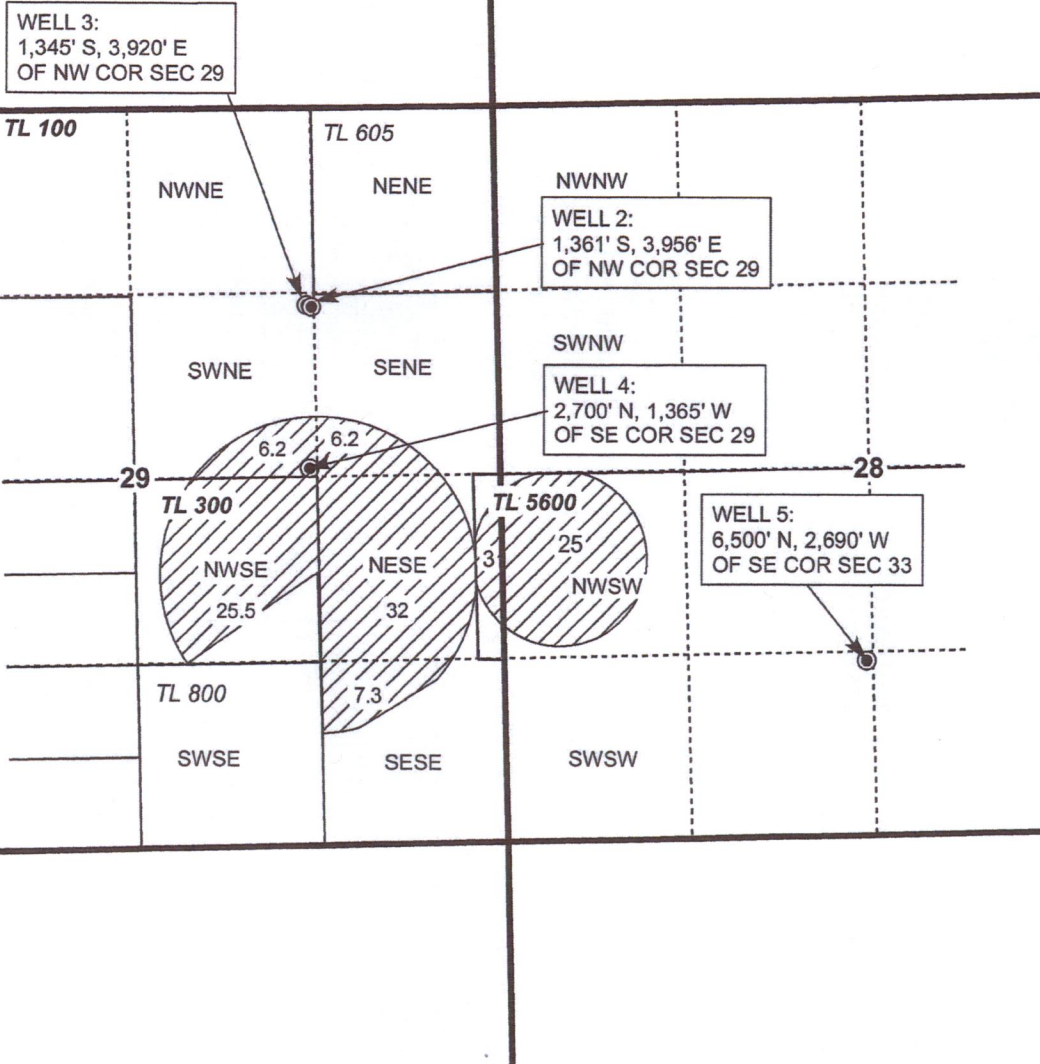 WELL 3:
1,345' S, 3,920' E
OF NW COR SEC 29
TL 100
TL 605
NWNE
NENE
NWNW
WELL 2:
1,361' S, 3,956' E
OF NW COR SEC 29
SWNE
SENE
SWNW
WELL 4:
2,700' N, 1,365' W
OF SE COR SEC 29
6.2
6.2
29
28
TL 300
TL 5600
WELL 5:
6,500' N, 2,690' W
OF SE COR SEC 33
NWSE
NESE
3
25
NWSW
25.5
32
TL 800
7.3
SWSE
SESE
SWSW